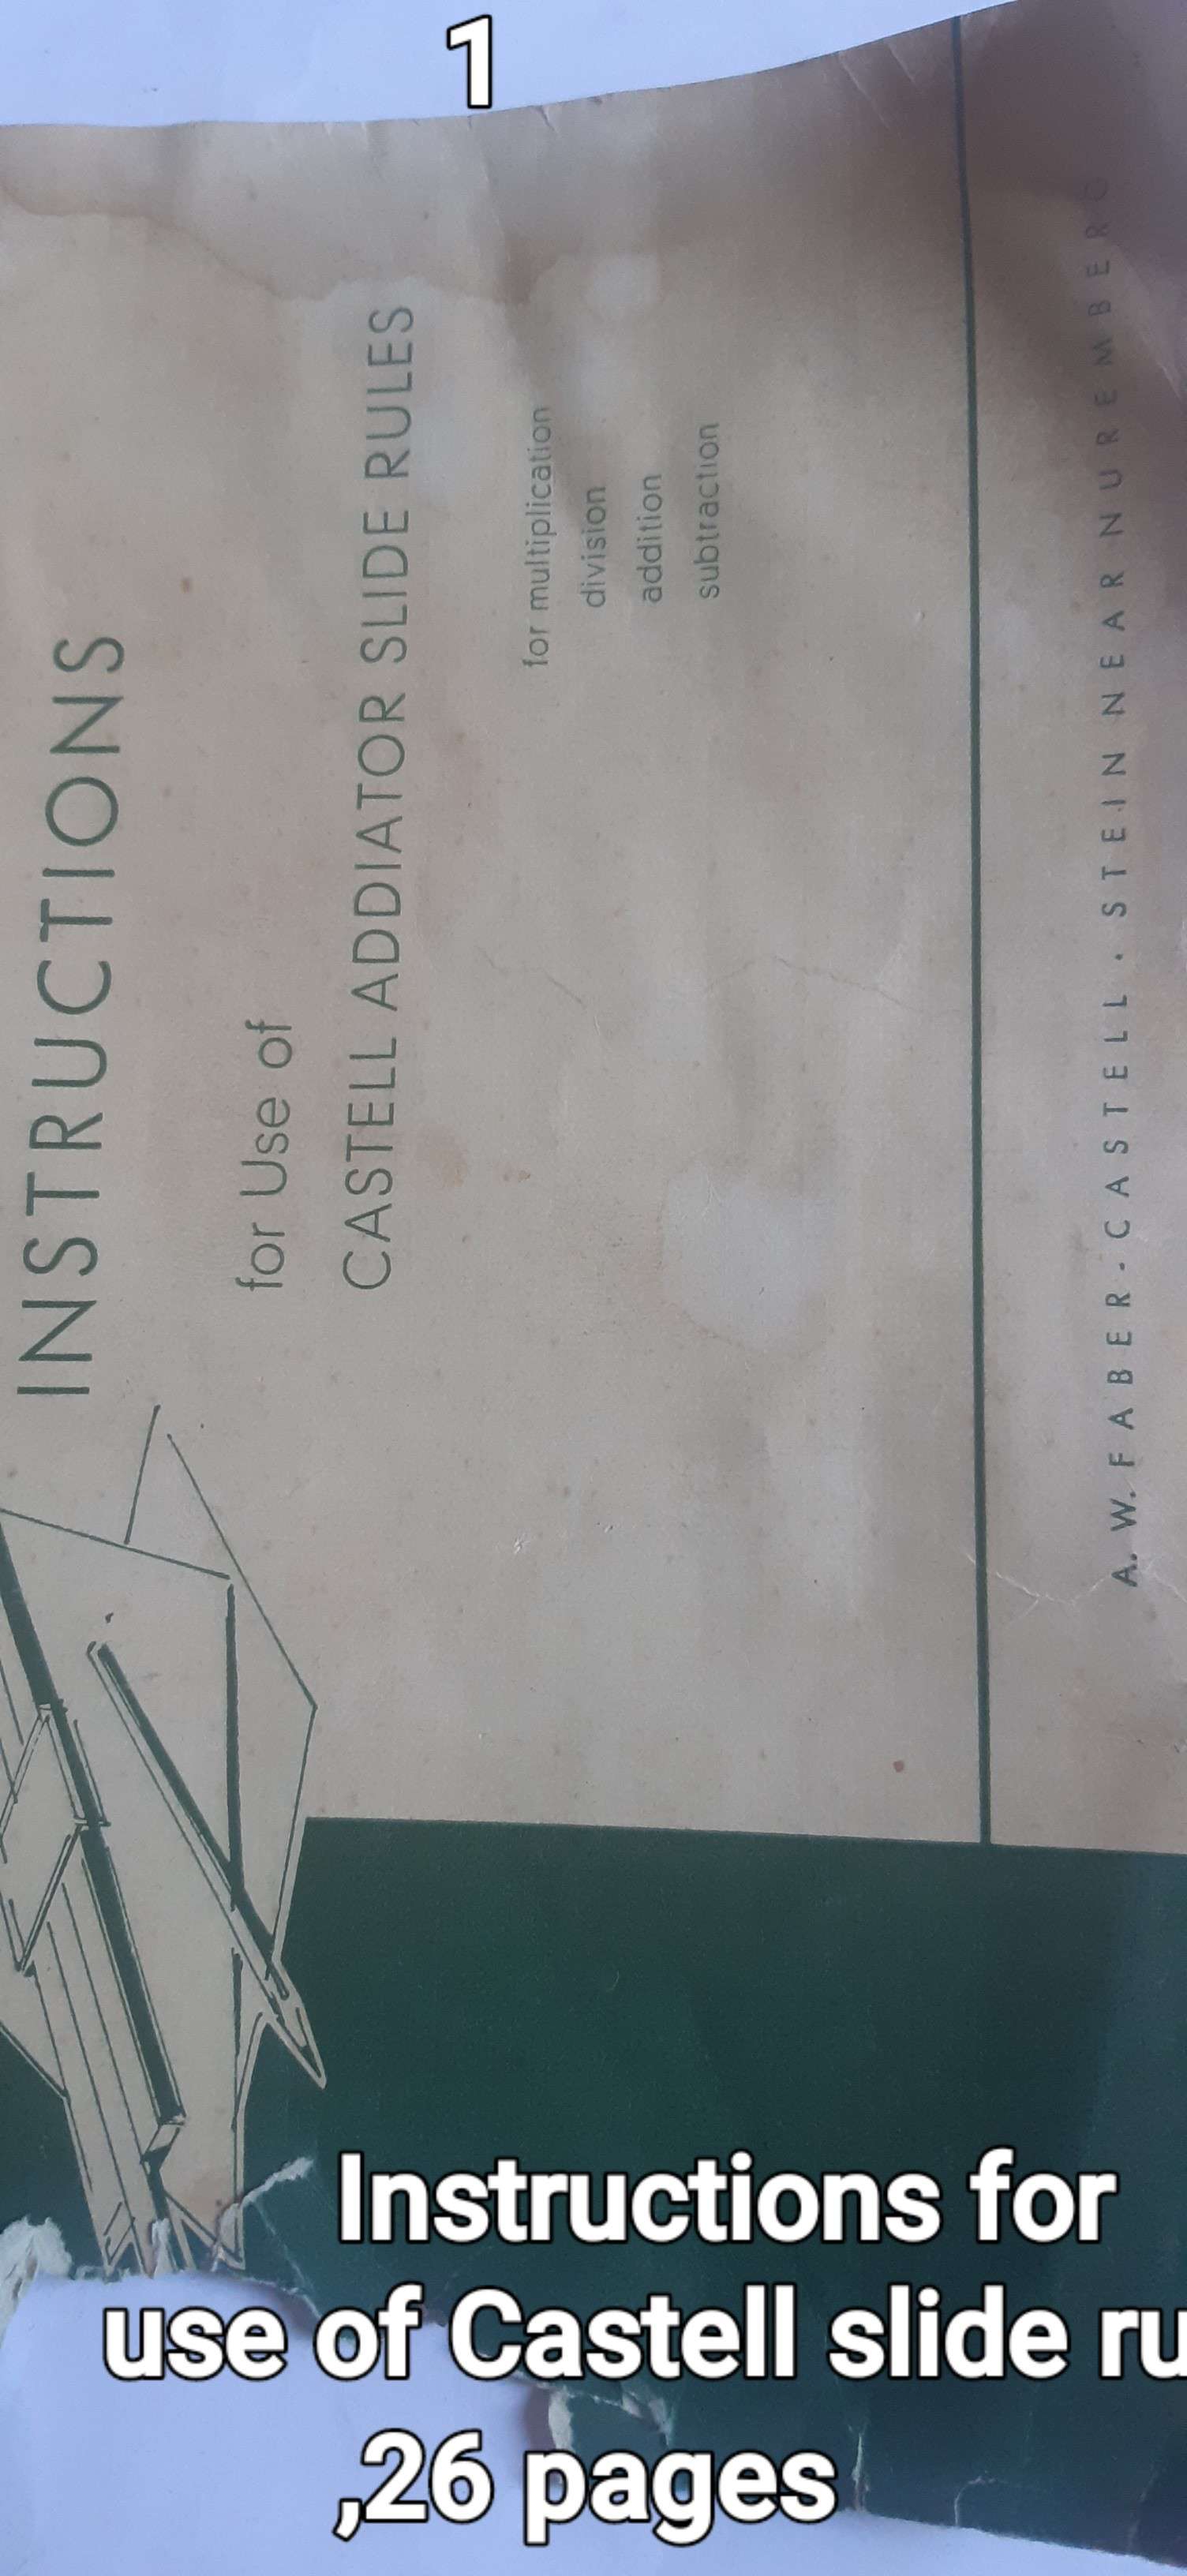 1
INSTRUCTIONS
for Use of
CASTELL ADDIATOR SLIDE RULES
for multiplication
division
addition
subtraction
A. W. FABER-CASTELL · STEIN NEAR NUREMBERG
Instructions for
use of Castell slide ru
,26 pages